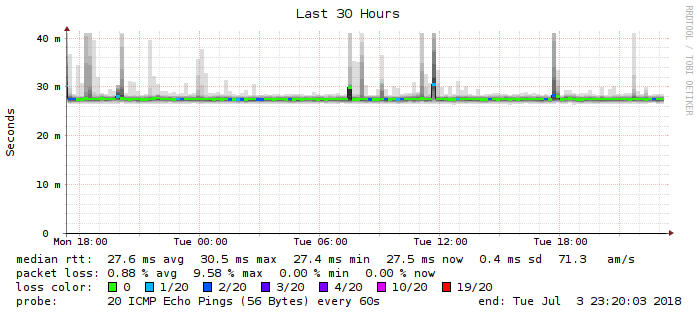 Last 30 Hours
RRDTOOL / TOBI OETIKER
Seconds
40 m
30 m
20 m
10 m
0
Mon 18:00 Tue 00:00 Tue 06:00 Tue 12:00 Tue 18:00
median rtt: 27.6 ms avg 30.5 ms max 27.4 ms min 27.5 ms now 0.4 ms sd 71.3 am/s
packet loss: 0.88 % avg 9.58 % max 0.00 % min 0.00 % now
loss color: 0 1/20 2/20 3/20 4/20 10/20 19/20
probe: 20 ICMP Echo Pings (56 Bytes) every 60s end: Tue Jul 3 23:20:03 2018